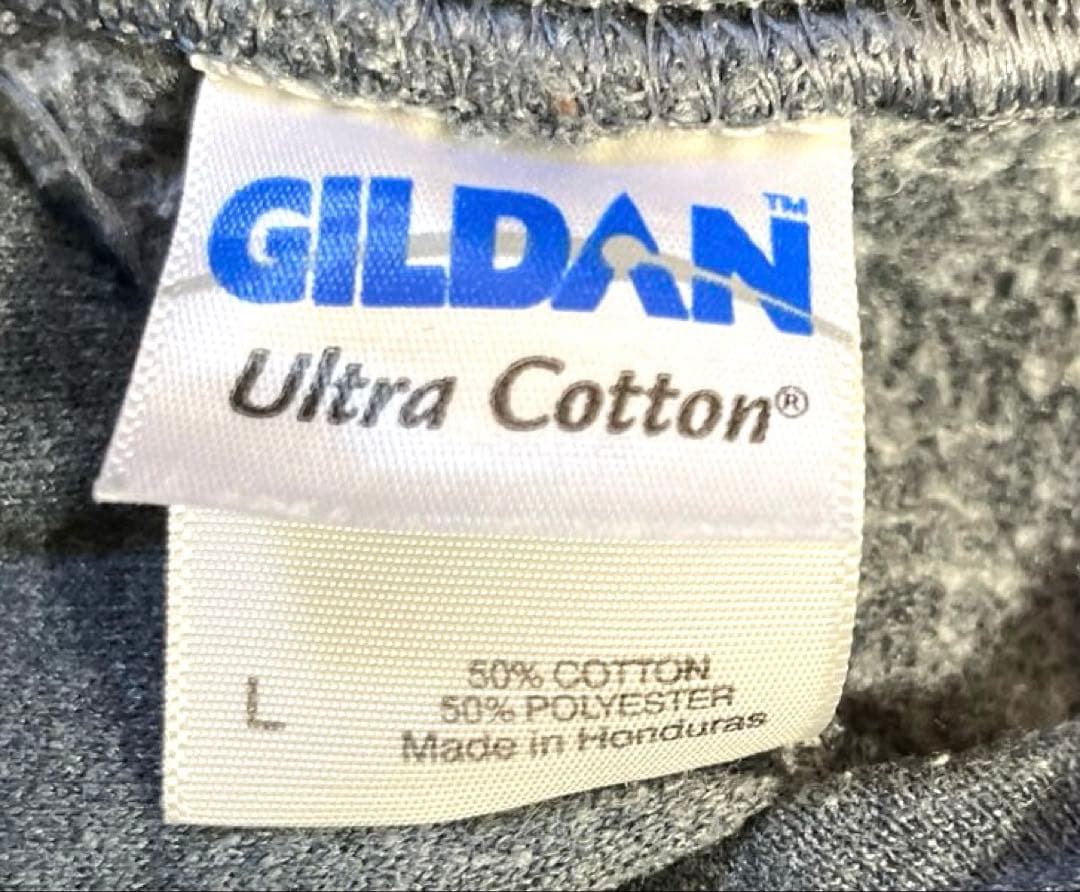 GILDAN™
Ultra Cotton®
L
50% COTTON
50% POLYESTER
Made in Honduras